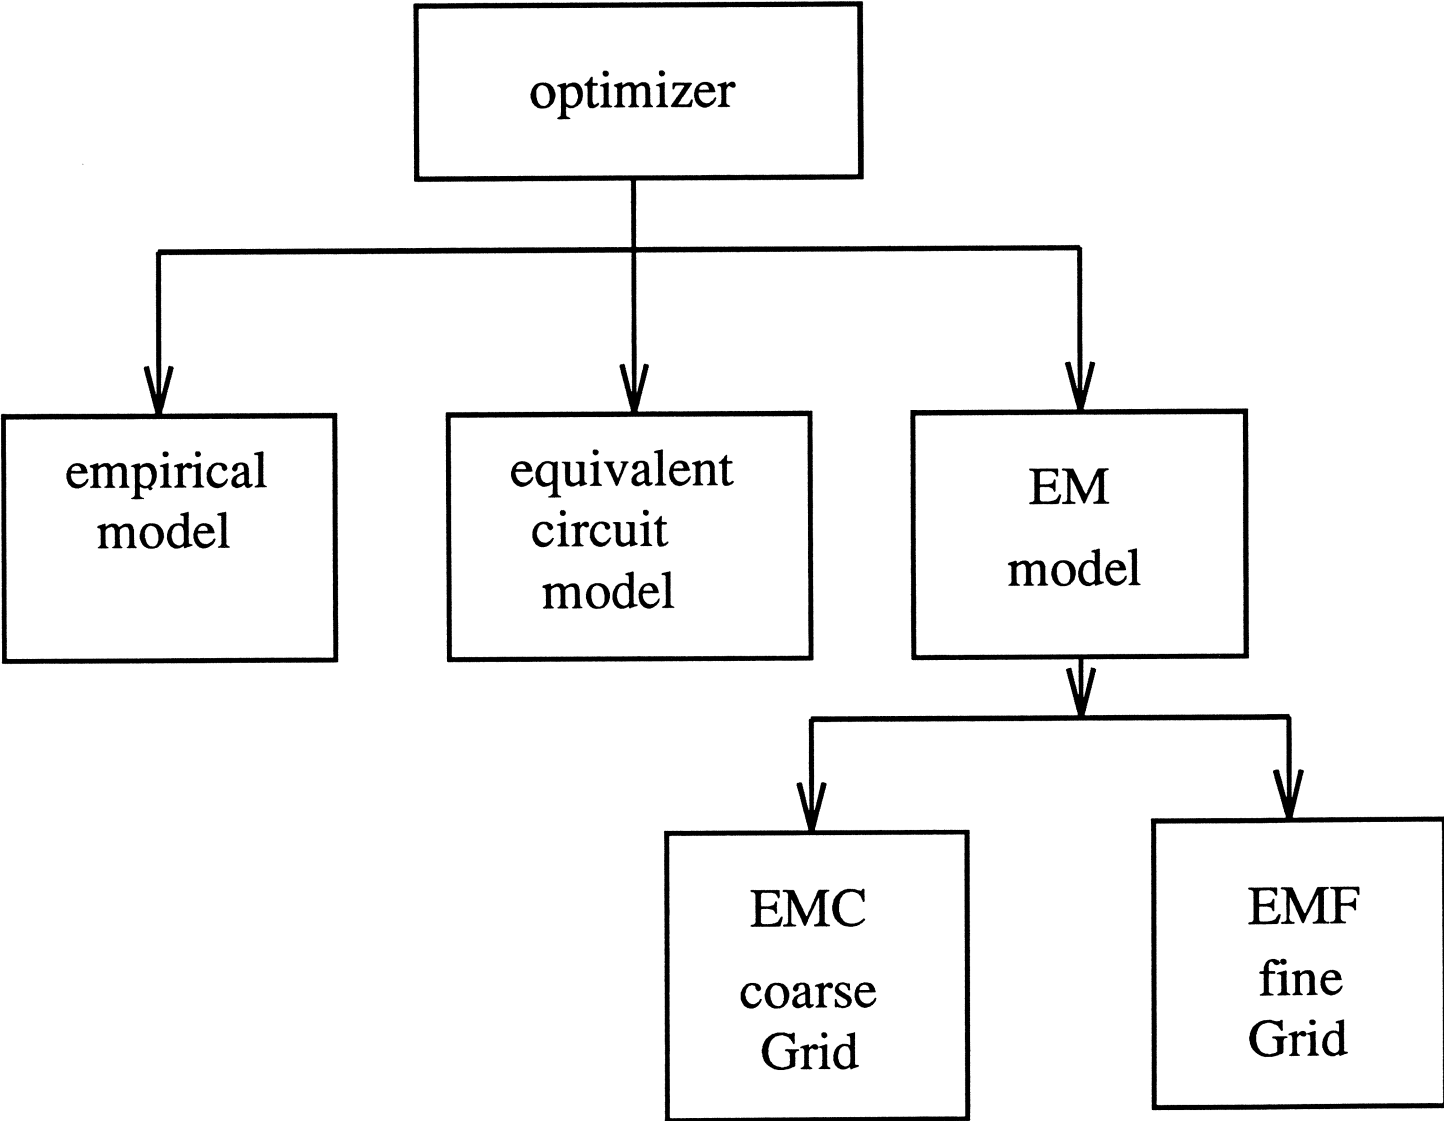 optimizer
empirical
model
equivalent
circuit
model
EM
model
EMC
coarse
Grid
EMF
fine
Grid